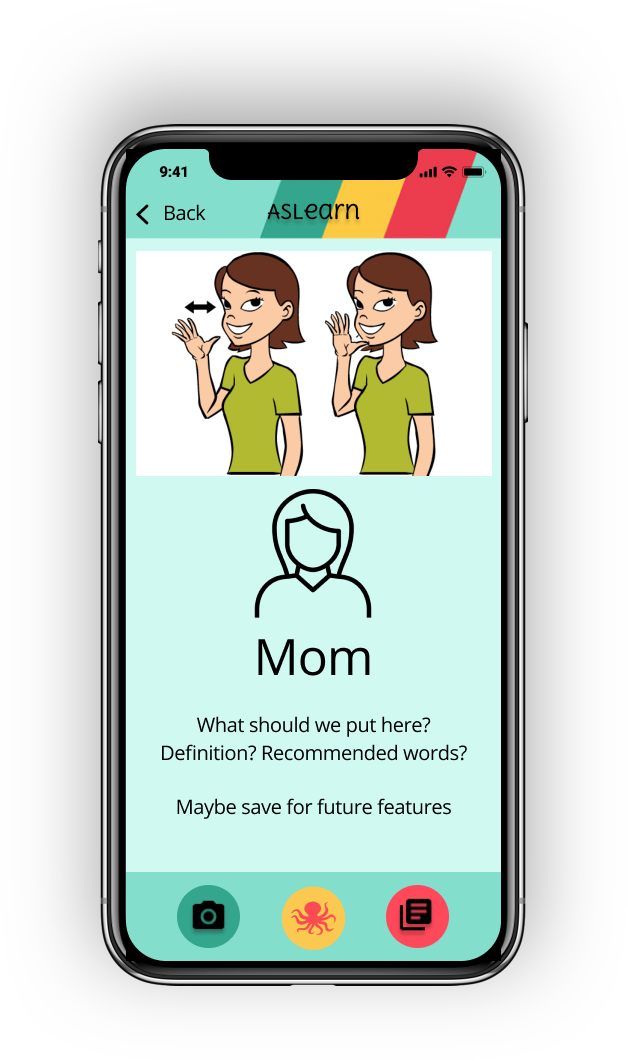 9:41
Back
ASLearn
Mom
What should we put here?
Definition? Recommended words?
Maybe save for future features